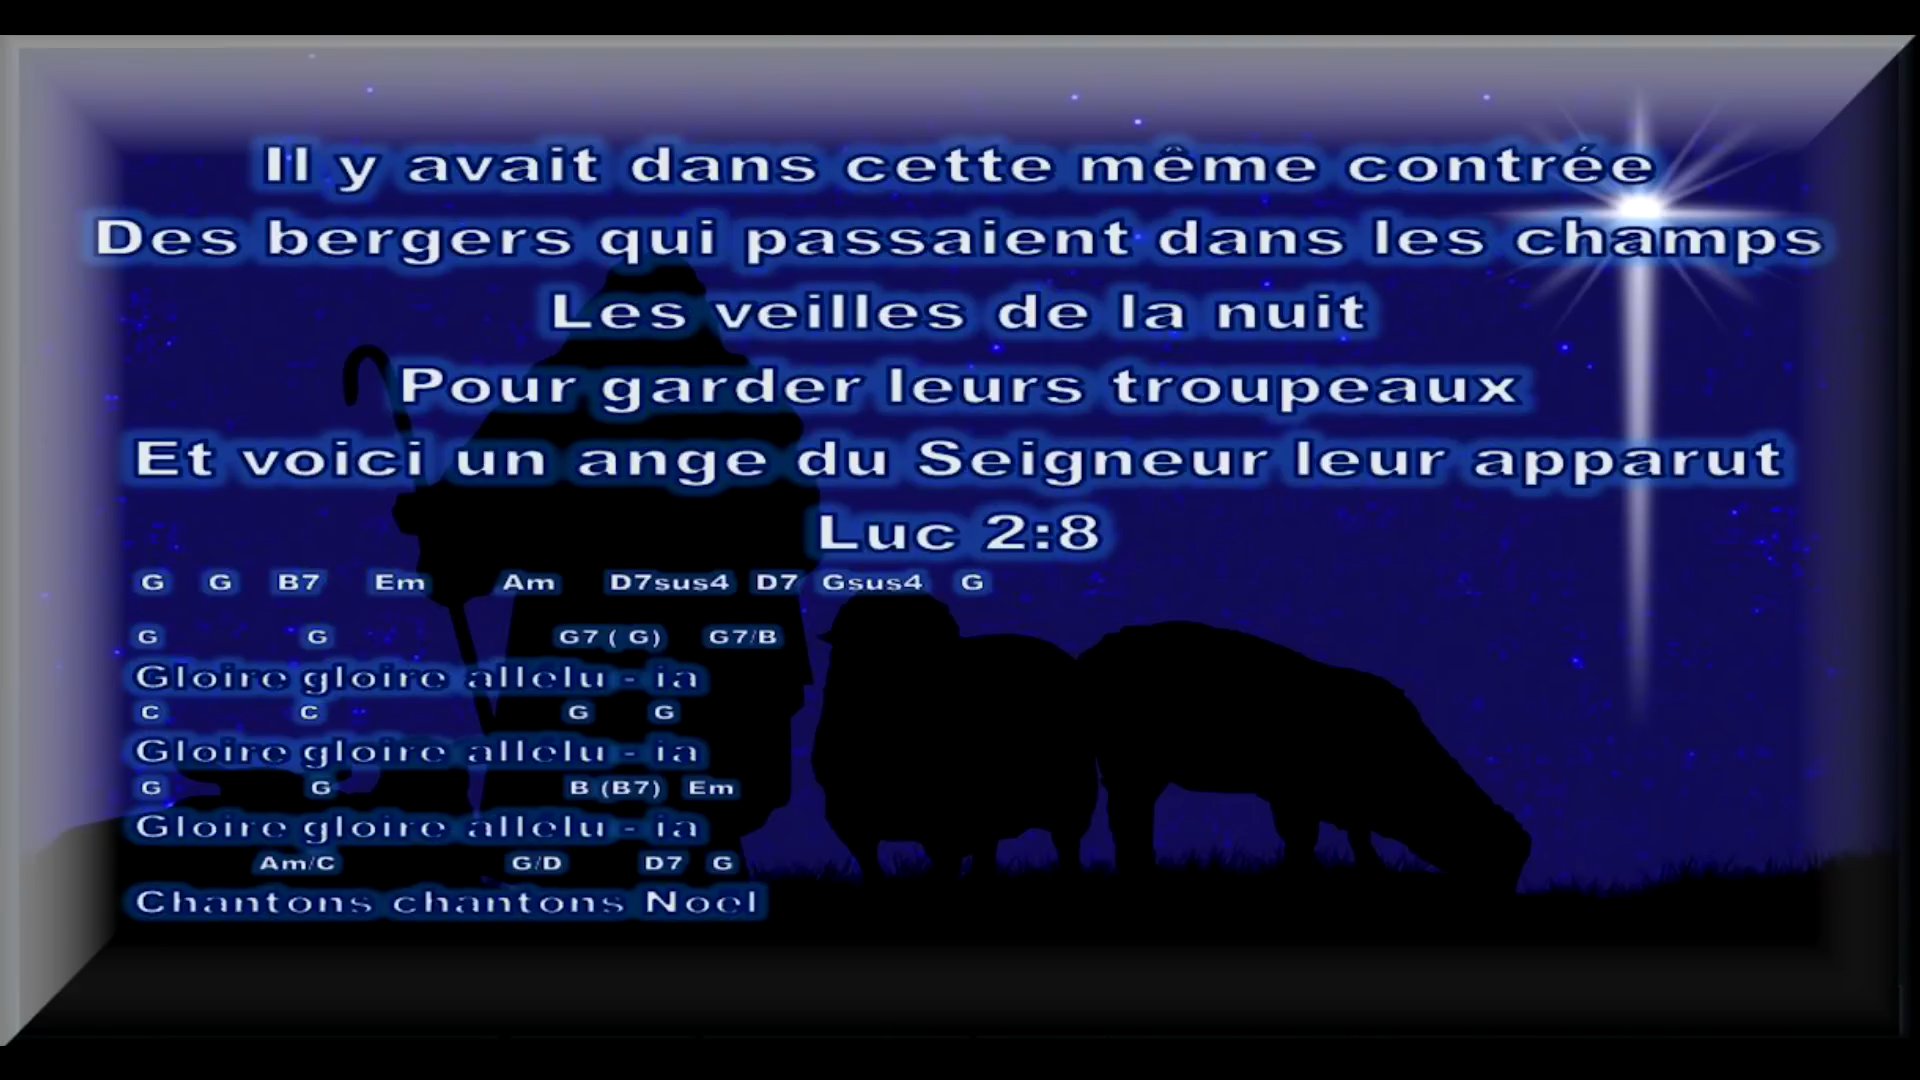 Il y avait dans cette même contrée
Des bergers qui passaient dans les champs
Les veilles de la nuit
Pour garder leurs troupeaux
Et voici un ange du Seigneur leur apparut
Luc 2:8
G G B7 Em Am D7sus4 D7 Gsus4 G
G G G7 ( G) G7/B
Gloire gloire allelu - ia
C C G G
Gloire gloire allelu - ia
G G B (B7) Em
Gloire gloire allelu - ia
Am/C G/D D7 G
Chantons chantons Noel